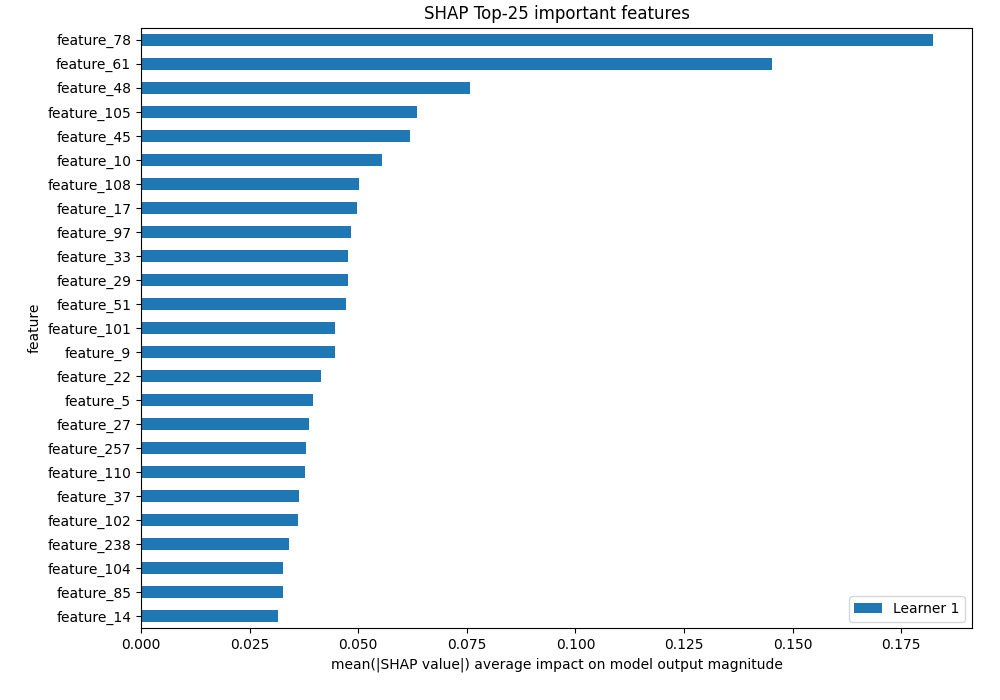 SHAP Top-25 important features
feature_78
feature_61
feature_48
feature_105
feature_45
feature_10
feature_108
feature_17
feature_97
feature_33
feature_29
feature_51
feature_101
feature_9
feature_22
feature_5
feature_27
feature_257
feature_110
feature_37
feature_102
feature_238
feature_104
feature_85
feature_14
feature
Learner 1
0.000 0.025 0.050 0.075 0.100 0.125 0.150 0.175
mean(|SHAP value|) average impact on model output magnitude